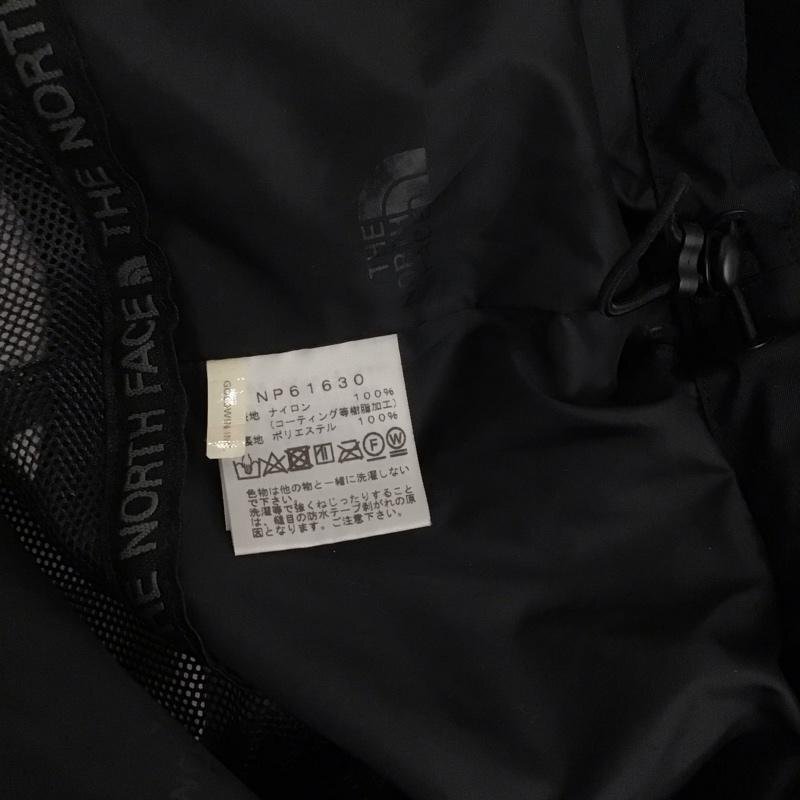 THE NORTH FACE THE NORTH
THE
NORTH
FACE
GOLDWIN IN
NP61630
地 ナイロン 100%
(コーティング等樹脂加工)
裏地 ポリエステル 100%
F W
色物は他の物と一緒に洗濯しない
で下さい。
洗濯等で強くねじったりすること
は、縫目の防水テープ剥がれの原
因となります。ご注意下さい。